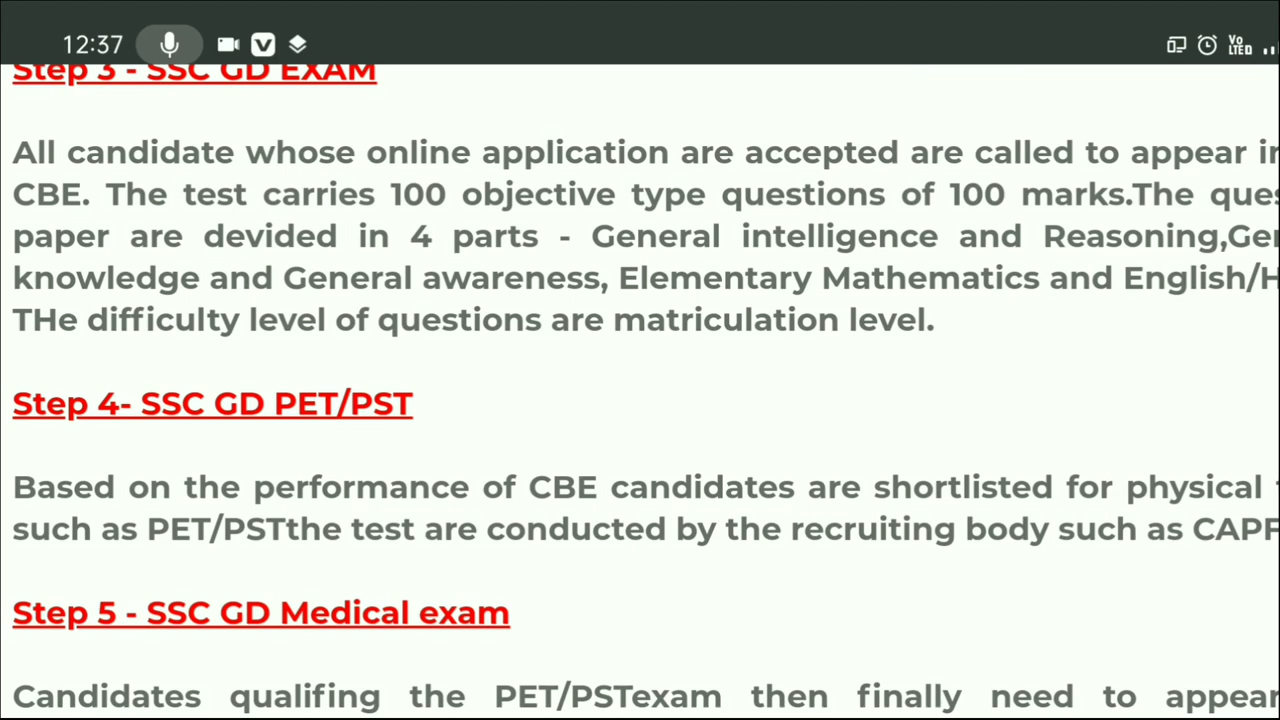 12:37 VoLTED
Step 3 - SSC GD EXAM
All candidate whose online application are accepted are called to appear in
CBE. The test carries 100 objective type questions of 100 marks.The ques
paper are devided in 4 parts - General intelligence and Reasoning,Gen
knowledge and General awareness, Elementary Mathematics and English/H
THe difficulty level of questions are matriculation level.
Step 4- SSC GD PET/PST
Based on the performance of CBE candidates are shortlisted for physical
such as PET/PSTthe test are conducted by the recruiting body such as CAPF
Step 5 - SSC GD Medical exam
Candidates qualifing the PET/PSTexam then finally need to appear